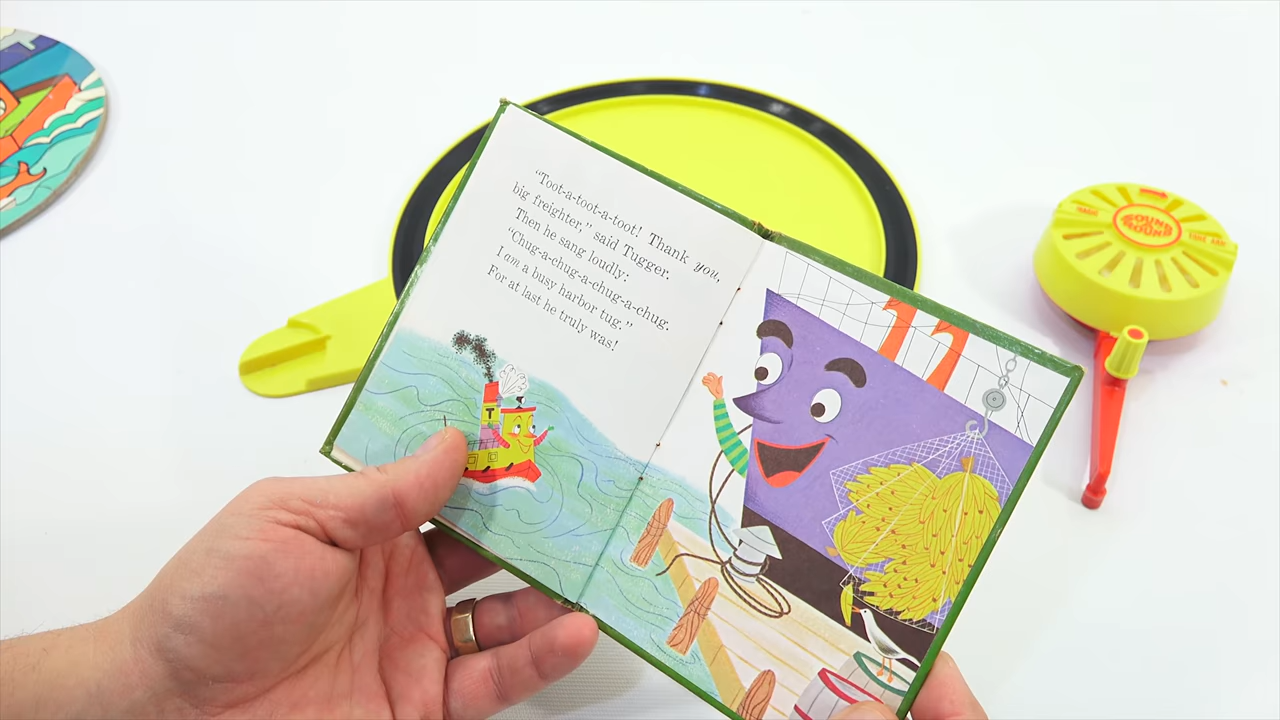 “Toot-a-toot-a-toot! Thank you,
big freighter,” said Tugger.
Then he sang loudly:
“Chug-a-chug-a-chug-a-chug.
I am a busy harbor tug.”
For at last he truly was!
T
SOUND
ROUND